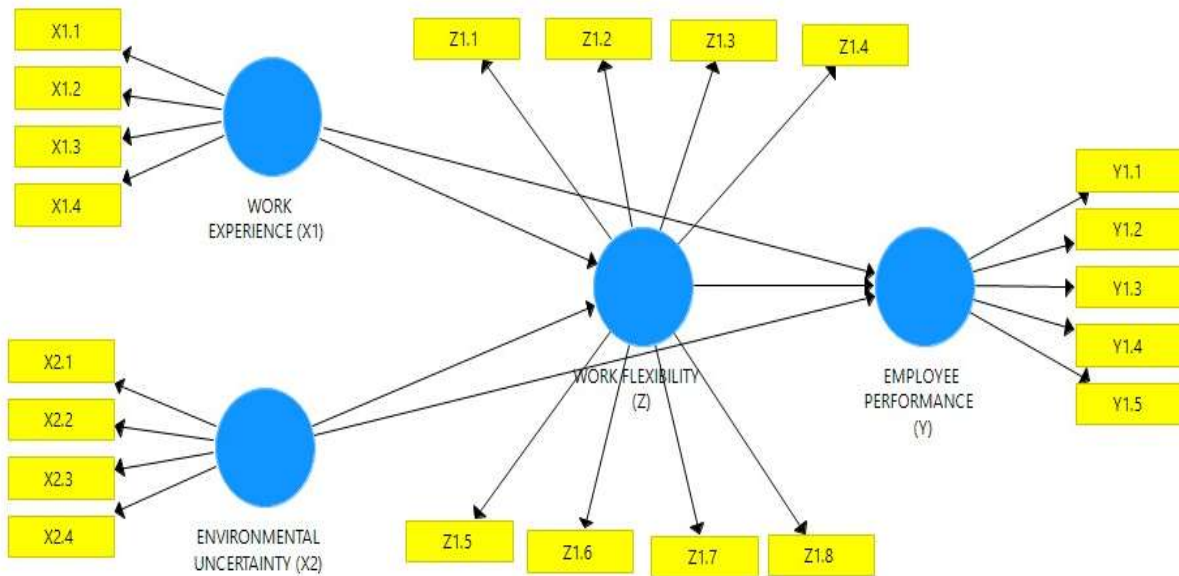 X1.1
X1.2
X1.3
X1.4
WORK
EXPERIENCE (X1)
Z1.1
Z1.2
Z1.3
Z1.4
Y1.1
Y1.2
Y1.3
Y1.4
Y1.5
WORK FLEXIBILITY
(Z)
EMPLOYEE
PERFORMANCE
(Y)
X2.1
X2.2
X2.3
X2.4
ENVIRONMENTAL
UNCERTAINTY (X2)
Z1.5
Z1.6
Z1.7
Z1.8